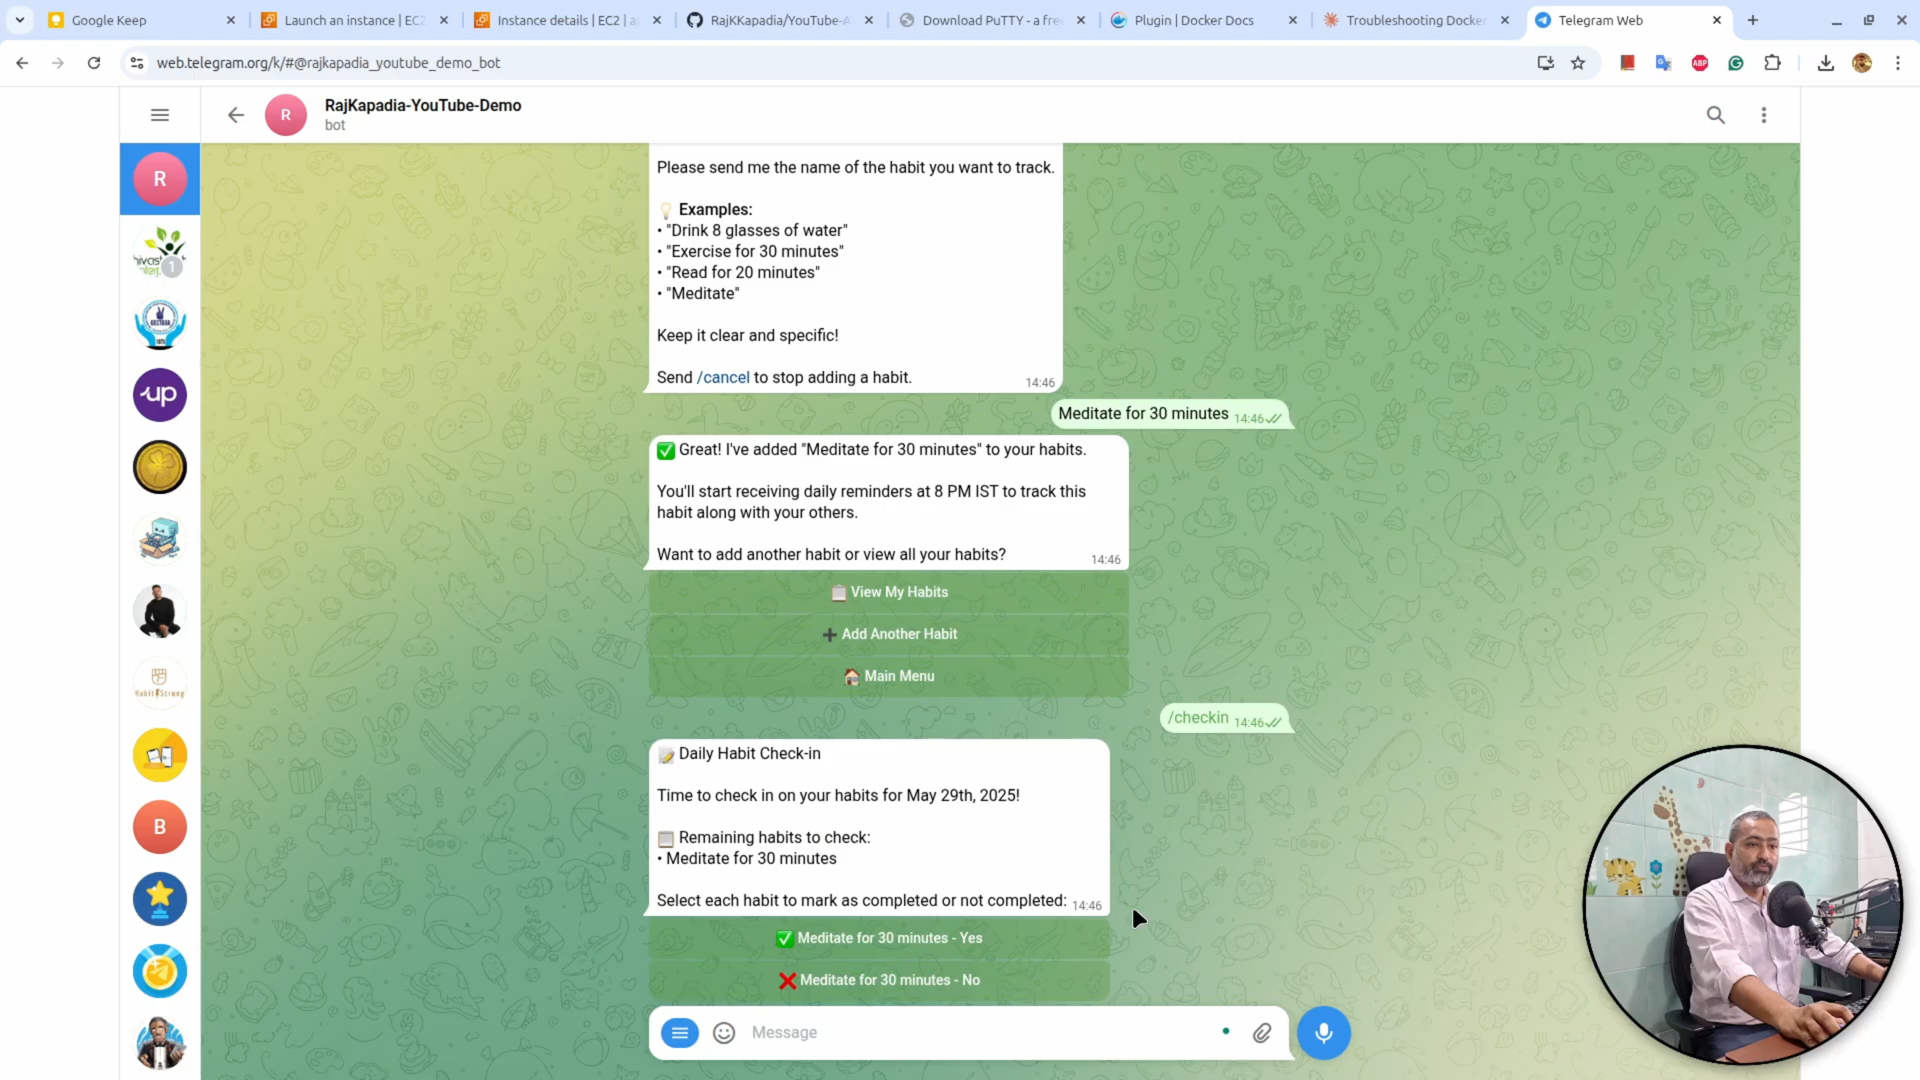 Google Keep
Launch an instance | EC2
Instance details | EC2 | a
RajKKapadia/YouTube-A
Download PuTTY - a free
Plugin | Docker Docs
Troubleshooting Docke
Telegram Web
web.telegram.org/k/#@rajkapadia_youtube_demo_bot
ABP
R
RajKapadia-YouTube-Demo
bot
R
1
up
Habit Strong
B
Please send me the name of the habit you want to track.
Examples:
• "Drink 8 glasses of water"
• "Exercise for 30 minutes"
• "Read for 20 minutes"
• "Meditate"
Keep it clear and specific!
Send /cancel to stop adding a habit.
14:46
Meditate for 30 minutes 14:46
Great! I've added "Meditate for 30 minutes" to your habits.
You'll start receiving daily reminders at 8 PM IST to track this
habit along with your others.
Want to add another habit or view all your habits?
14:46
View My Habits
Add Another Habit
Main Menu
/checkin 14:46
Daily Habit Check-in
Time to check in on your habits for May 29th, 2025!
Remaining habits to check:
• Meditate for 30 minutes
Select each habit to mark as completed or not completed: 14:46
Meditate for 30 minutes - Yes
Meditate for 30 minutes - No
Message